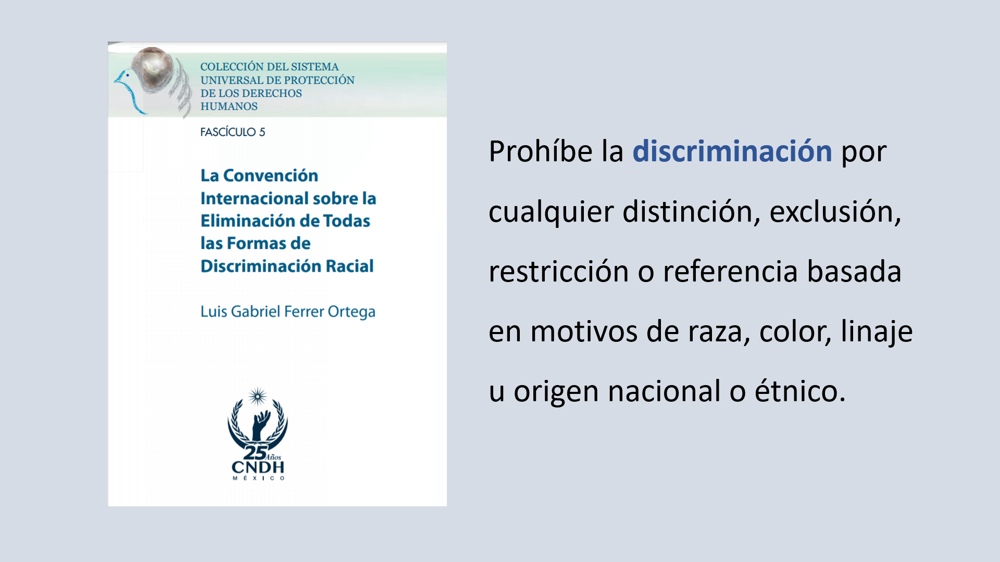 COLECCIÓN DEL SISTEMA
UNIVERSAL DE PROTECCIÓN
DE LOS DERECHOS
HUMANOS
FASCÍCULO 5
La Convención
Internacional sobre la
Eliminación de Todas
las Formas de
Discriminación Racial
Luis Gabriel Ferrer Ortega
25 Años
CNDH
MÉXICO
Prohíbe la discriminación por
cualquier distinción, exclusión,
restricción o referencia basada
en motivos de raza, color, linaje
u origen nacional o étnico.